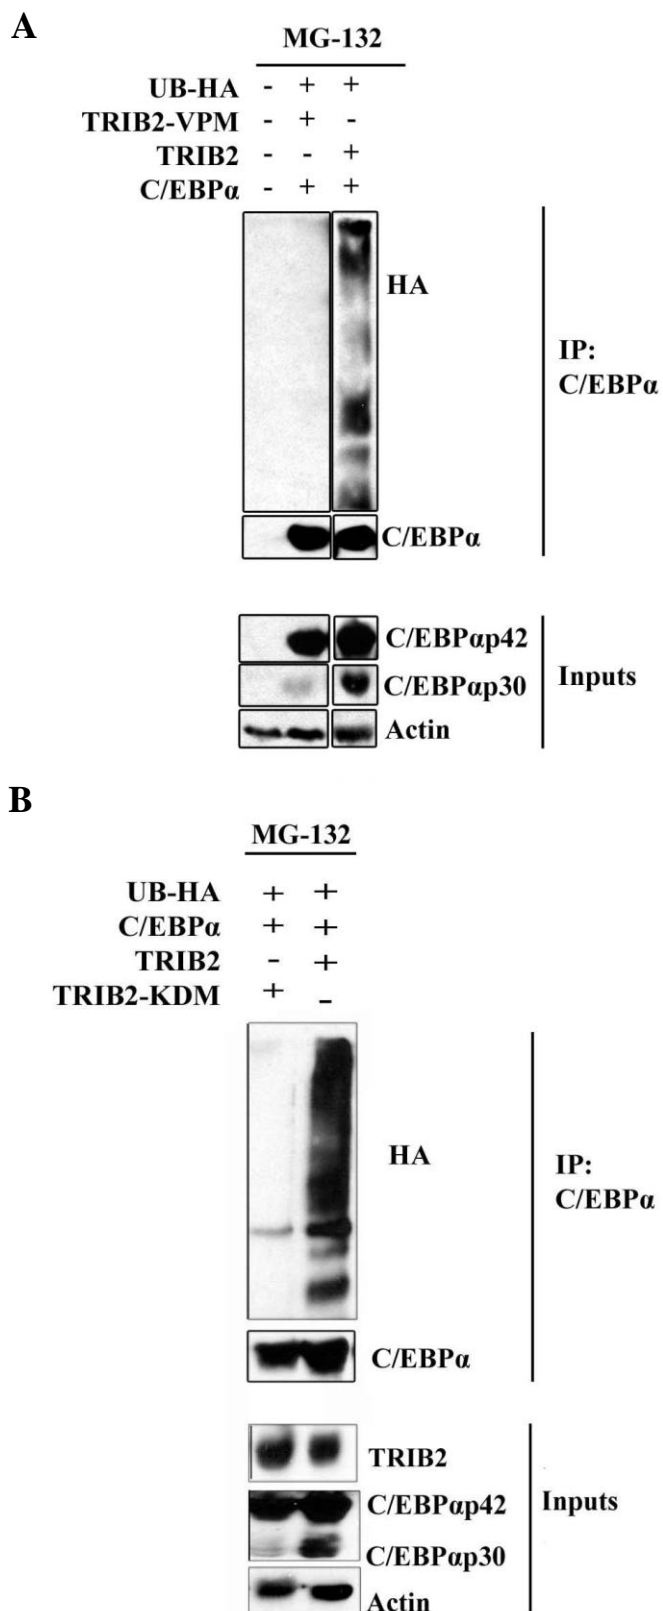 A
MG-132
UB-HA - + +
TRIB2-VPM - + -
TRIB2 - - +
C/EBPα - + +
HA
IP:
C/EBPα
C/EBPα
C/EBPαp42
C/EBPαp30
Inputs
Actin
B
MG-132
UB-HA + +
C/EBPα + +
TRIB2 - +
TRIB2-KDM + -
HA
IP:
C/EBPα
C/EBPα
TRIB2
C/EBPαp42
Inputs
C/EBPαp30
Actin